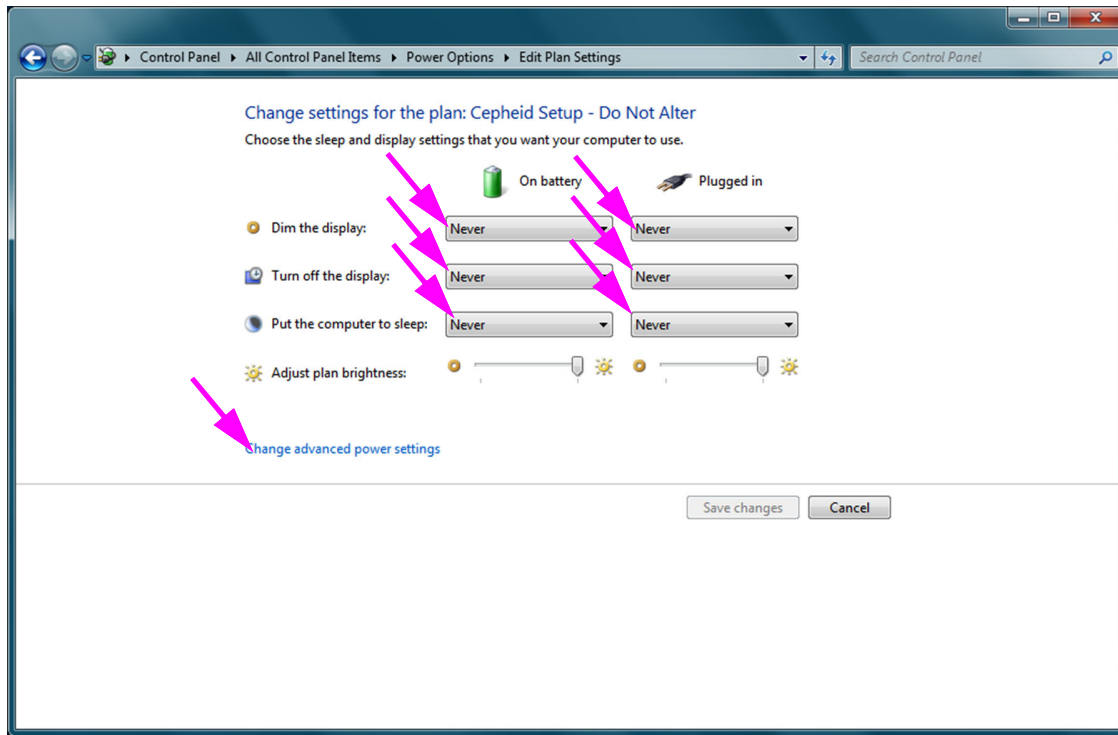 Control Panel All Control Panel Items Power Options Edit Plan Settings Search Control Panel
Change settings for the plan: Cepheid Setup - Do Not Alter
Choose the sleep and display settings that you want your computer to use.
On battery Plugged in
Dim the display: Never Never
Turn off the display: Never Never
Put the computer to sleep: Never Never
Adjust plan brightness:
Change advanced power settings
Save changes Cancel